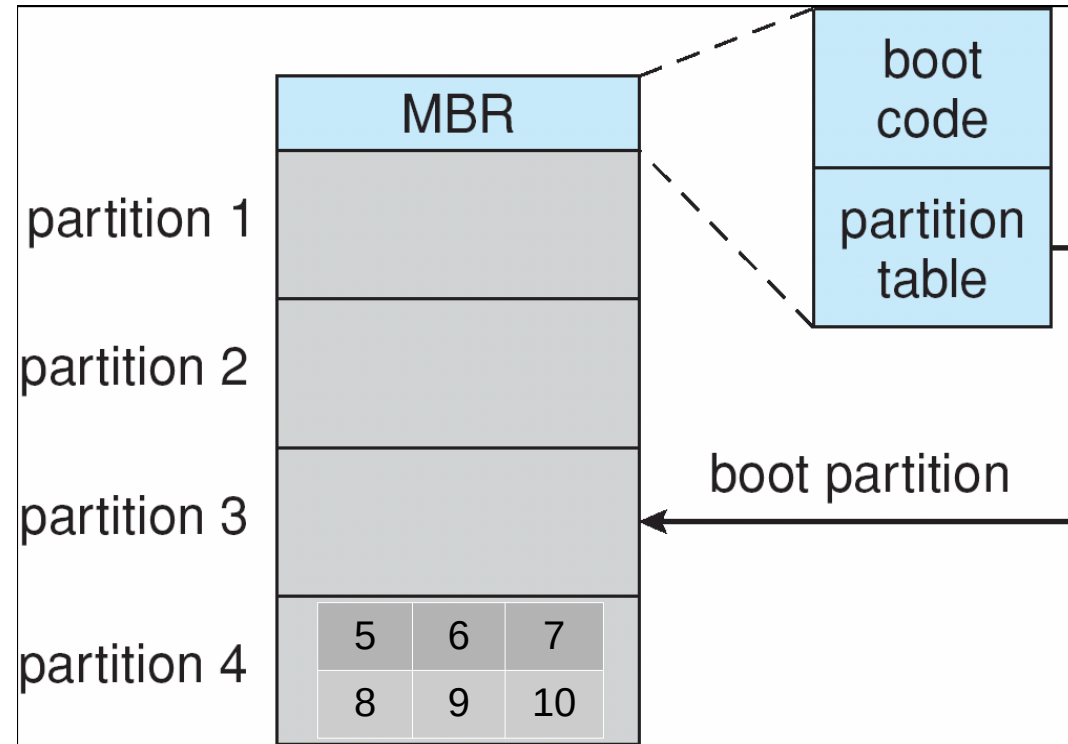 boot
code
MBR
partition 1
partition
table
partition 2
boot partition
partition 3
5 6 7
partition 4
8 9 10